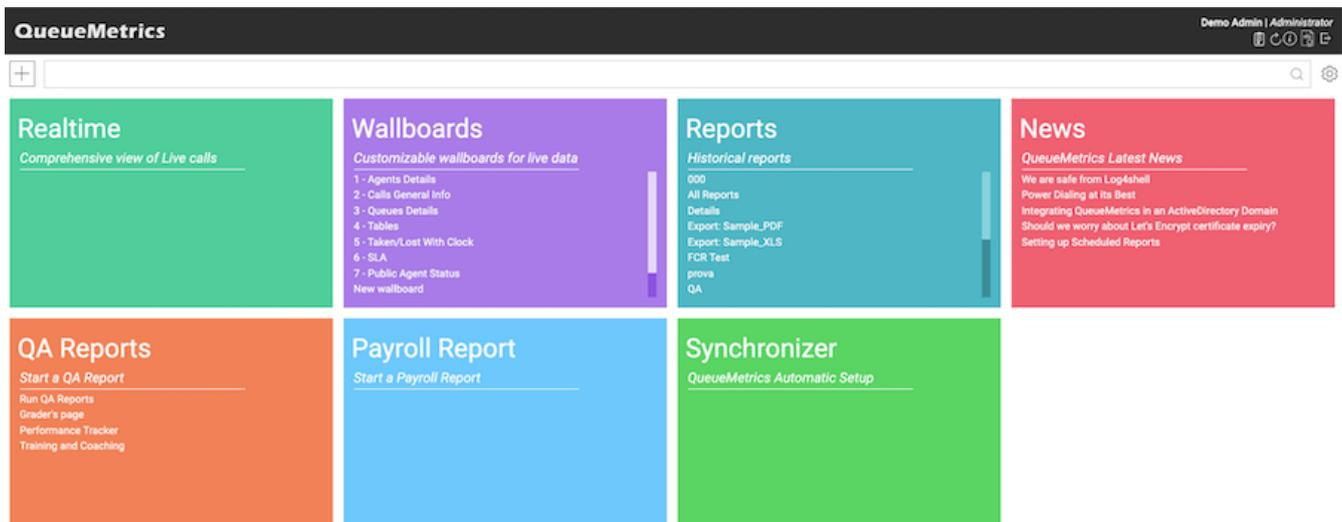 QueueMetrics
Demo Admin | Administrator
Realtime
Comprehensive view of Live calls
Wallboards
Customizable wallboards for live data
1 - Agents Details
2 - Calls General Info
3 - Queues Details
4 - Tables
5 - Taken/Lost With Clock
6 - SLA
7 - Public Agent Status
New wallboard
Reports
Historical reports
000
All Reports
Details
Export: Sample_PDF
Export: Sample_XLS
FCR Test
prova
QA
News
QueueMetrics Latest News
We are safe from Log4shell
Power Dialing at its Best
Integrating QueueMetrics in an ActiveDirectory Domain
Should we worry about Let's Encrypt certificate expiry?
Setting up Scheduled Reports
QA Reports
Start a QA Report
Run QA Reports
Grader's page
Performance Tracker
Training and Coaching
Payroll Report
Start a Payroll Report
Synchronizer
QueueMetrics Automatic Setup